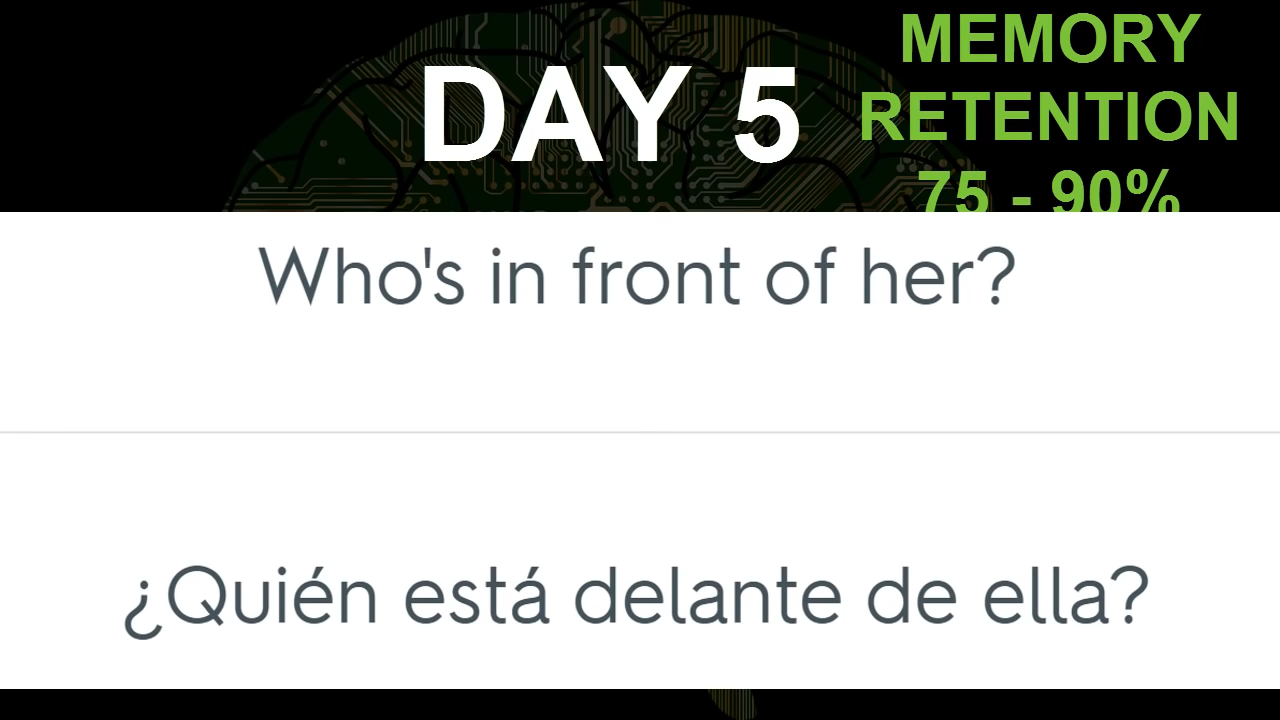 DAY 5
MEMORY
RETENTION
75 - 90%
Who's in front of her?
¿Quién está delante de ella?